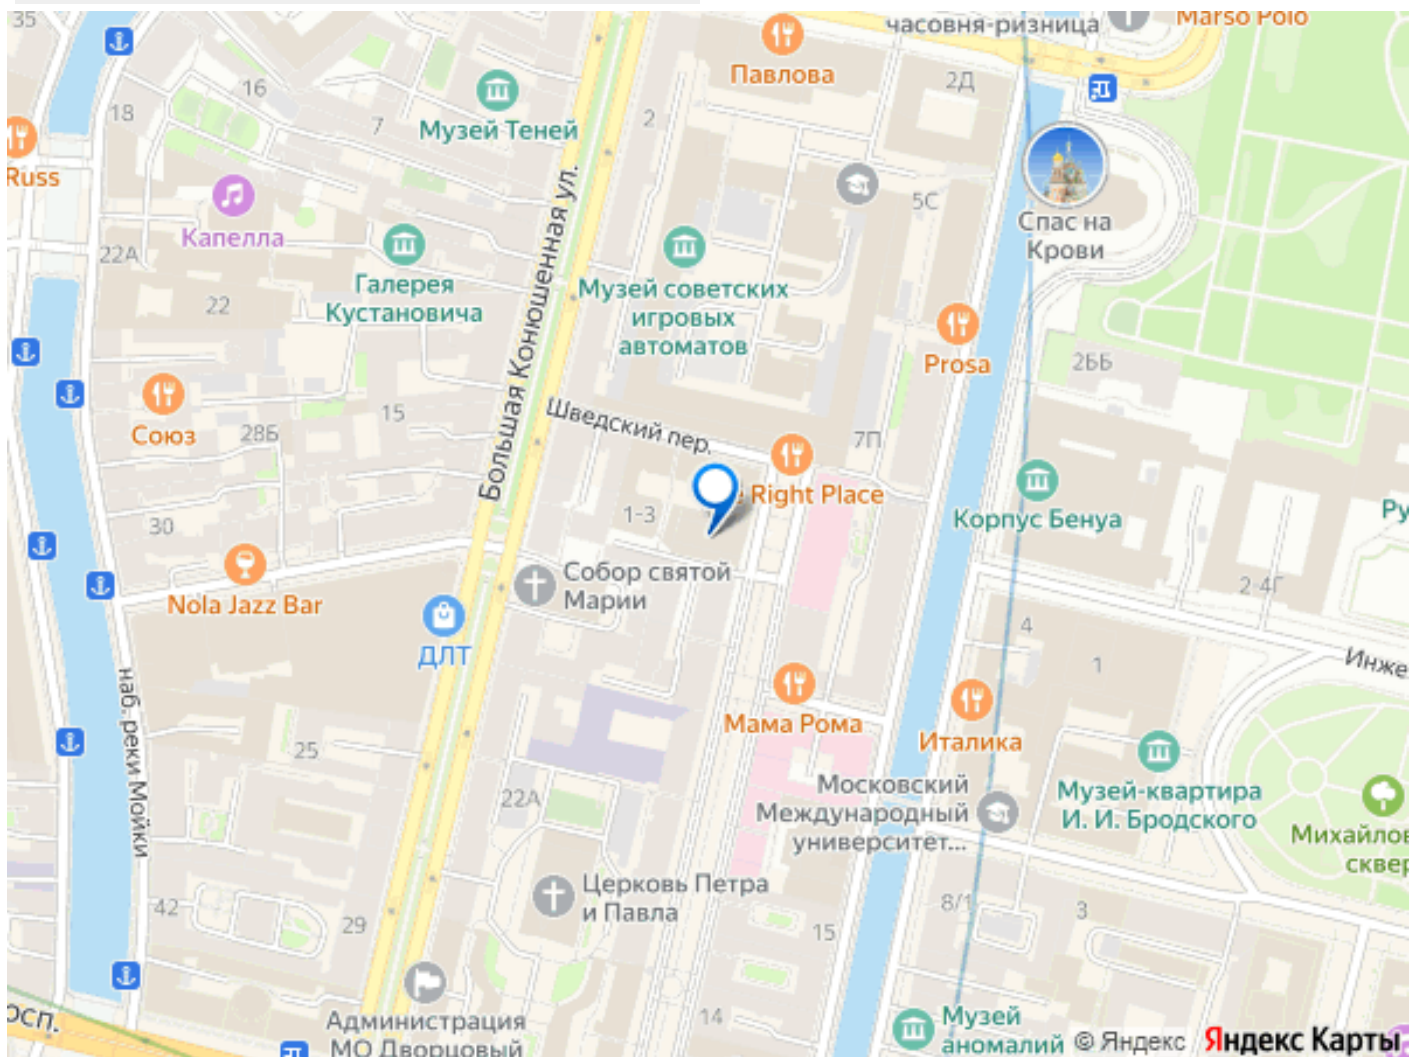 часовня-ризница
Marso Polo
35
Павлова
2Д
16
18
7
Музей Теней
2
Russ
Большая Конюшенная ул.
5С
Капелла
Спас на
Крови
22А
Галерея
Кустановича
22
Музей советских
игровых
автоматов
Prosa
2ББ
Союз
28Б
15
Шведский пер.
7П
Right Place
30
1-3
Корпус Бенуа
Ру
Собор святой
Марии
Nola Jazz Bar
2-4Г
4
ДЛТ
1
Инже
наб. реки Мойки
Мама Рома
Италика
25
22А
Московский
Международный
университет...
Музей-квартира
И. И. Бродского
Михайлов
сквер
Церковь Петра
и Павла
42
29
8/1
3
15
Администрация
МО Дворцовый
14
Музей
аномалий
осп.
© Яндекс Яндекс Карты